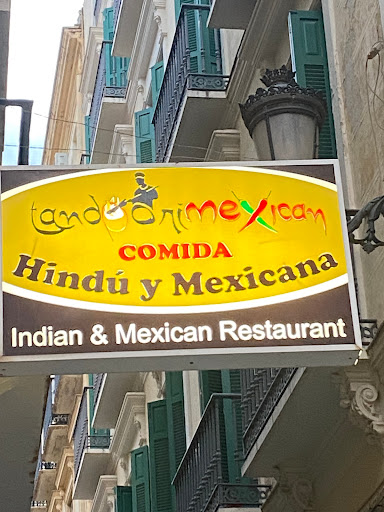 tandoorimexican
COMIDA
Hindú y Mexicana
Indian & Mexican Restaurant